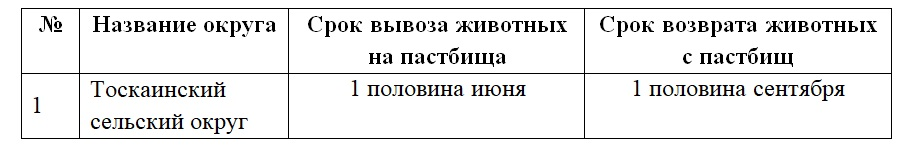 № Название округа Срок вывоза животных на пастбища Срок возврата животных с пастбищ
1 Тоскаинский сельский округ 1 половина июня 1 половина сентября